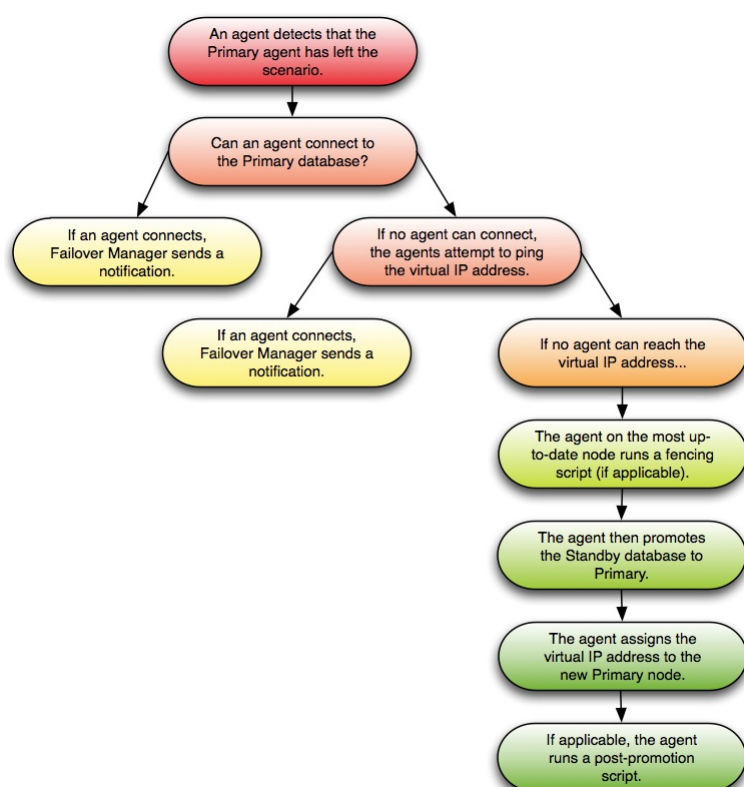 An agent detects that the
Primary agent has left the
scenario.
Can an agent connect to
the Primary database?
If an agent connects,
Failover Manager sends a
notification.
If no agent can connect,
the agents attempt to ping
the virtual IP address.
If an agent connects,
Failover Manager sends a
notification.
If no agent can reach the
virtual IP address...
The agent on the most up-
to-date node runs a fencing
script (if applicable).
The agent then promotes
the Standby database to
Primary.
The agent assigns the
virtual IP address to the
new Primary node.
If applicable, the agent
runs a post-promotion
script.